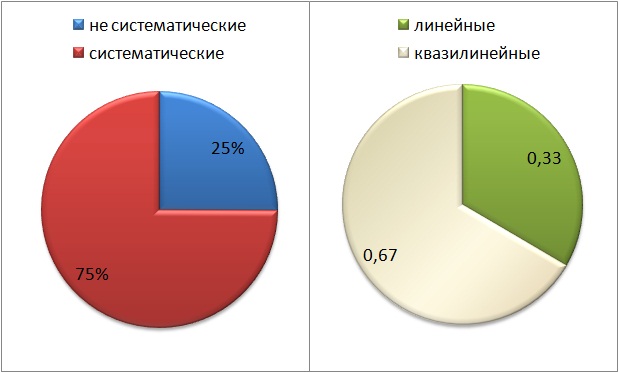 не систематические
систематические
25%
75%
линейные
квазилинейные
0,33
0,67